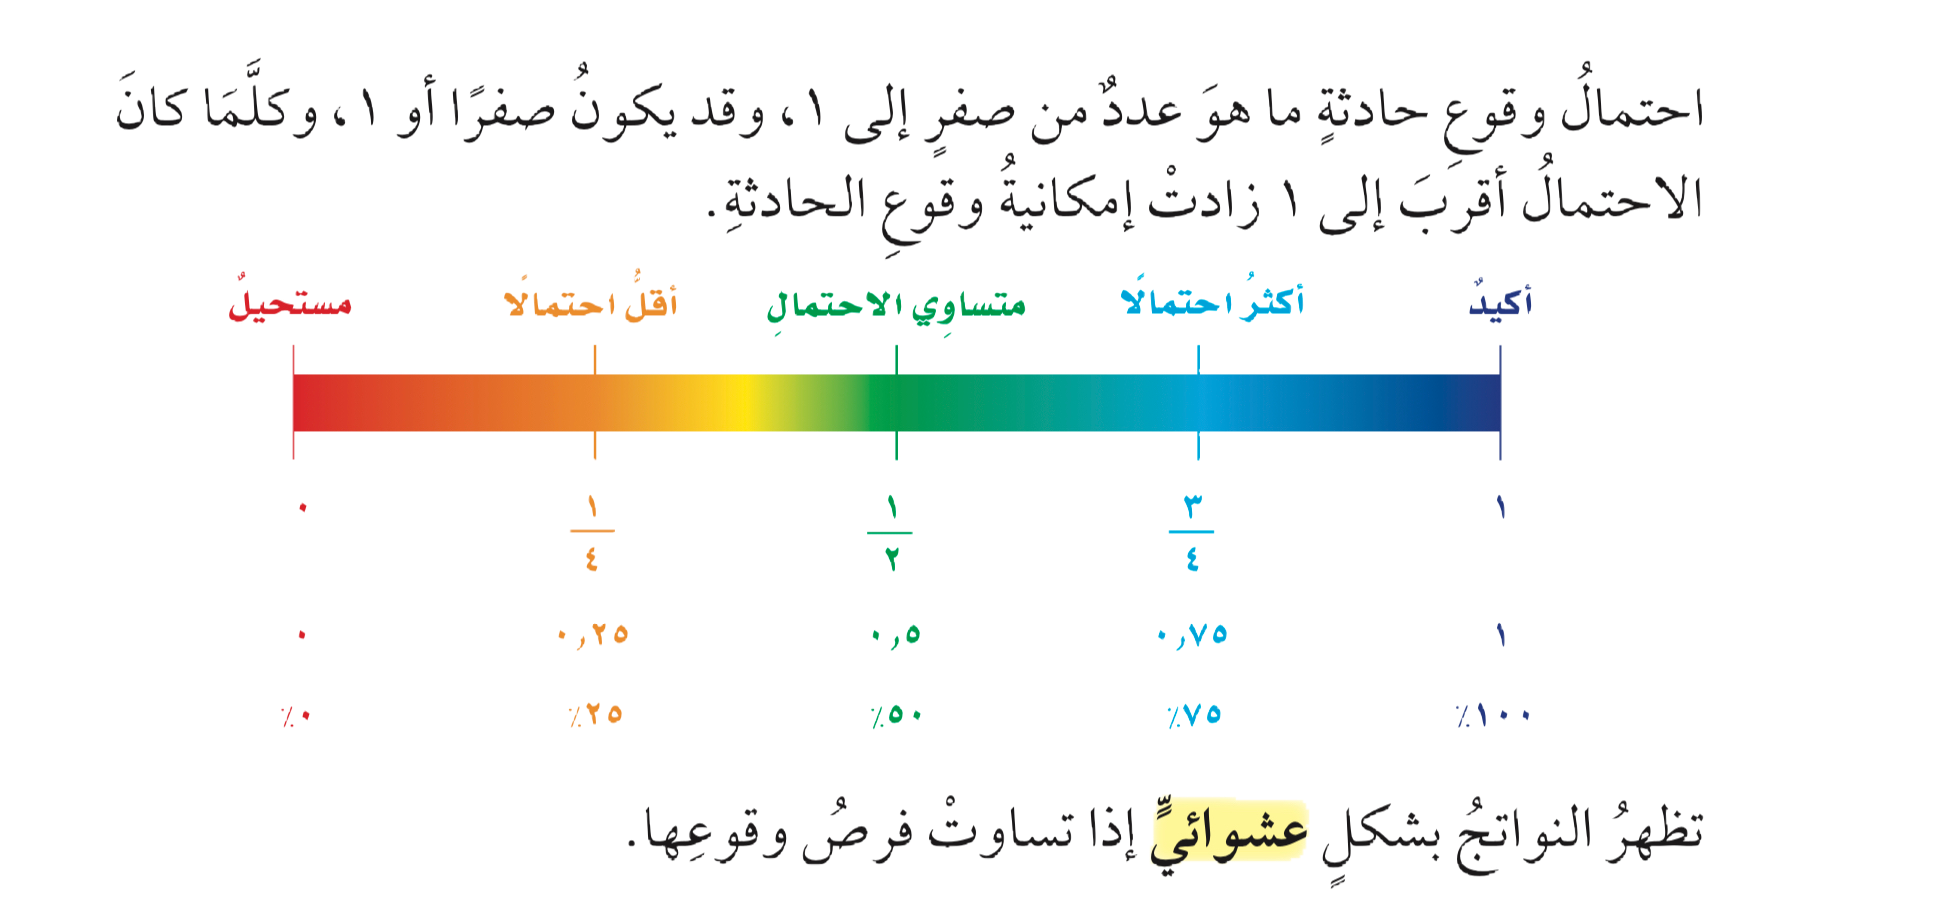 احتمالُ وقوعِ حادثةٍ ما هوَ عددٌ من صفرٍ إلى ١، وقد يكونُ صفرًا أو ١، وكلَّمَا كانَ
الاحتمالُ أقربَ إلى ١ زادتْ إمكانيةُ وقوعِ الحادثةِ.
أكيدٌ أكثرُ احتمالًا متساوِي الاحتمالِ أقلُّ احتمالًا مستحيلٌ
١ ٣/٤ ١/٢ ١/٤ ٠
١ ٠,٧٥ ٠,٥ ٠,٢٥ ٠
١٠٠٪ ٧٥٪ ٥٠٪ ٢٥٪ ٠٪
تظهرُ النواتجُ بشكلٍ عشوائيٍّ إذا تساوتْ فرصُ وقوعِها.